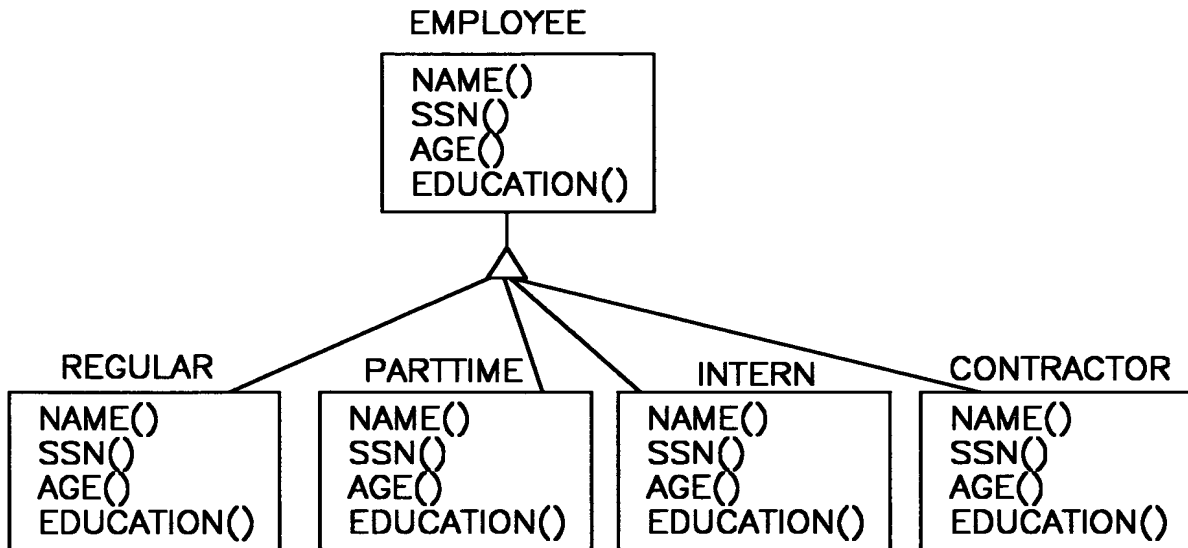 EMPLOYEE
NAME()
SSN()
AGE()
EDUCATION()
REGULAR
NAME()
SSN()
AGE()
EDUCATION()
PARTTIME
NAME()
SSN()
AGE()
EDUCATION()
INTERN
NAME()
SSN()
AGE()
EDUCATION()
CONTRACTOR
NAME()
SSN()
AGE()
EDUCATION()